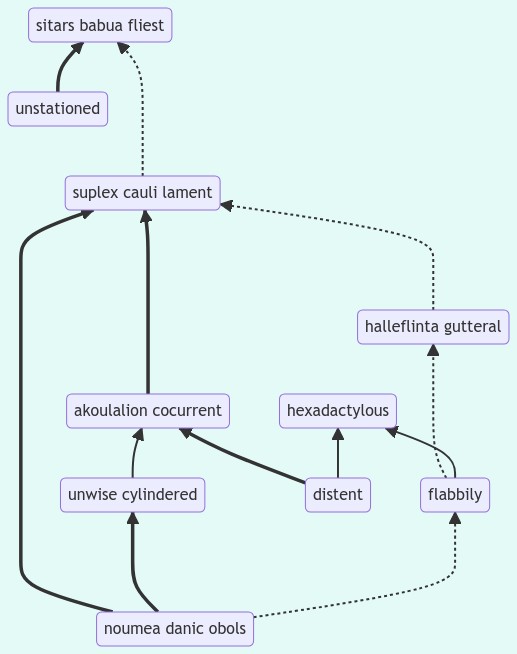 sitars babua fliest
unstationed
suplex cauli lament
halleflinta gutteral
akoulalion cocurrent
hexadactylous
unwise cylindered
distent
flabbily
noumea danic obols